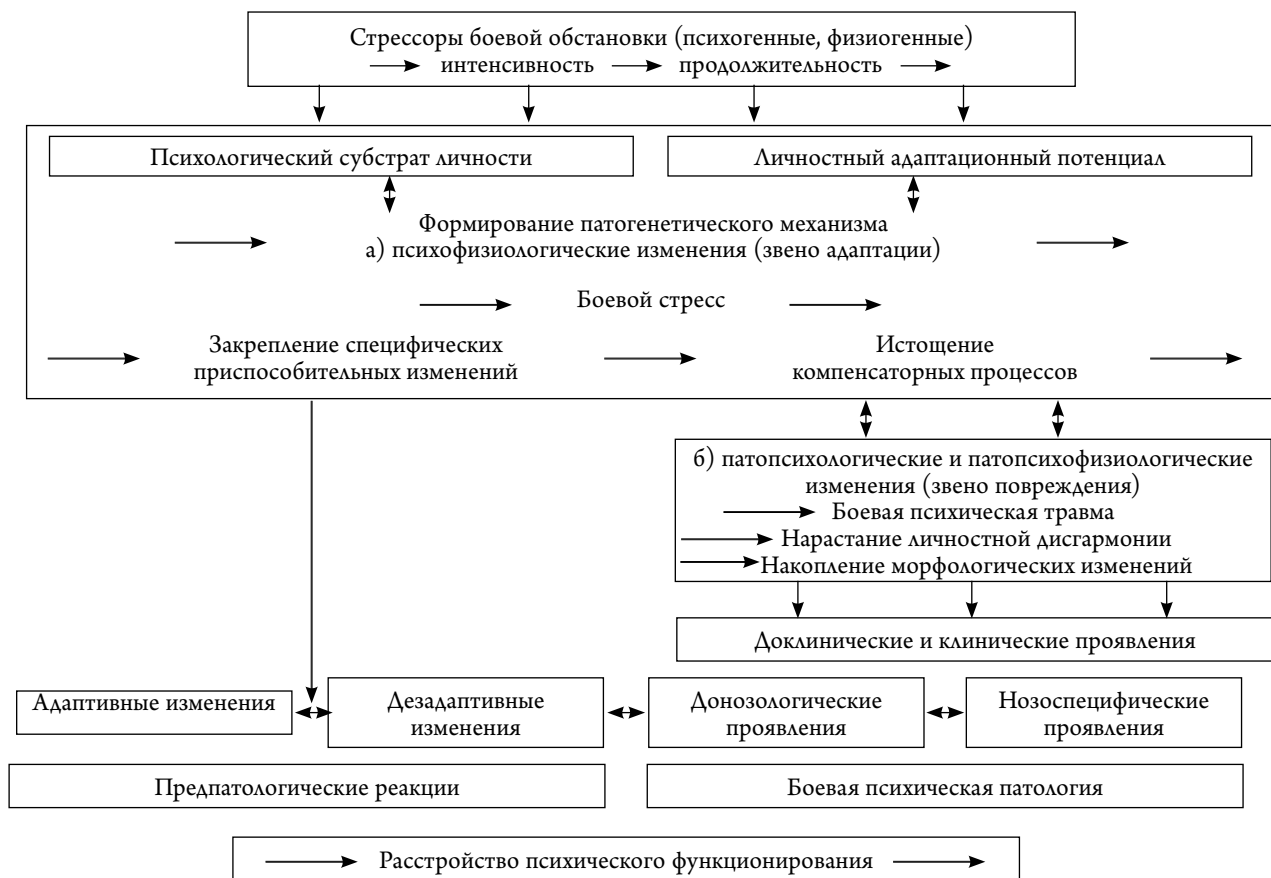 Стрессоры боевой обстановки (психогенные, физиогенные)
интенсивность продолжительность
Психологический субстрат личности
Личностный адаптационный потенциал
Формирование патогенетического механизма
а) психофизиологические изменения (звено адаптации)
Боевой стресс
Закрепление специфических
приспособительных изменений
Истощение
компенсаторных процессов
б) патопсихологические и патопсихофизиологические
изменения (звено повреждения)
Боевая психическая травма
Нарастание личностной дисгармонии
Накопление морфологических изменений
Доклинические и клинические проявления
Адаптивные изменения
Дезадаптивные
изменения
Донозологические
проявления
Нозоспецифические
проявления
Предпатологические реакции
Боевая психическая патология
Расстройство психического функционирования